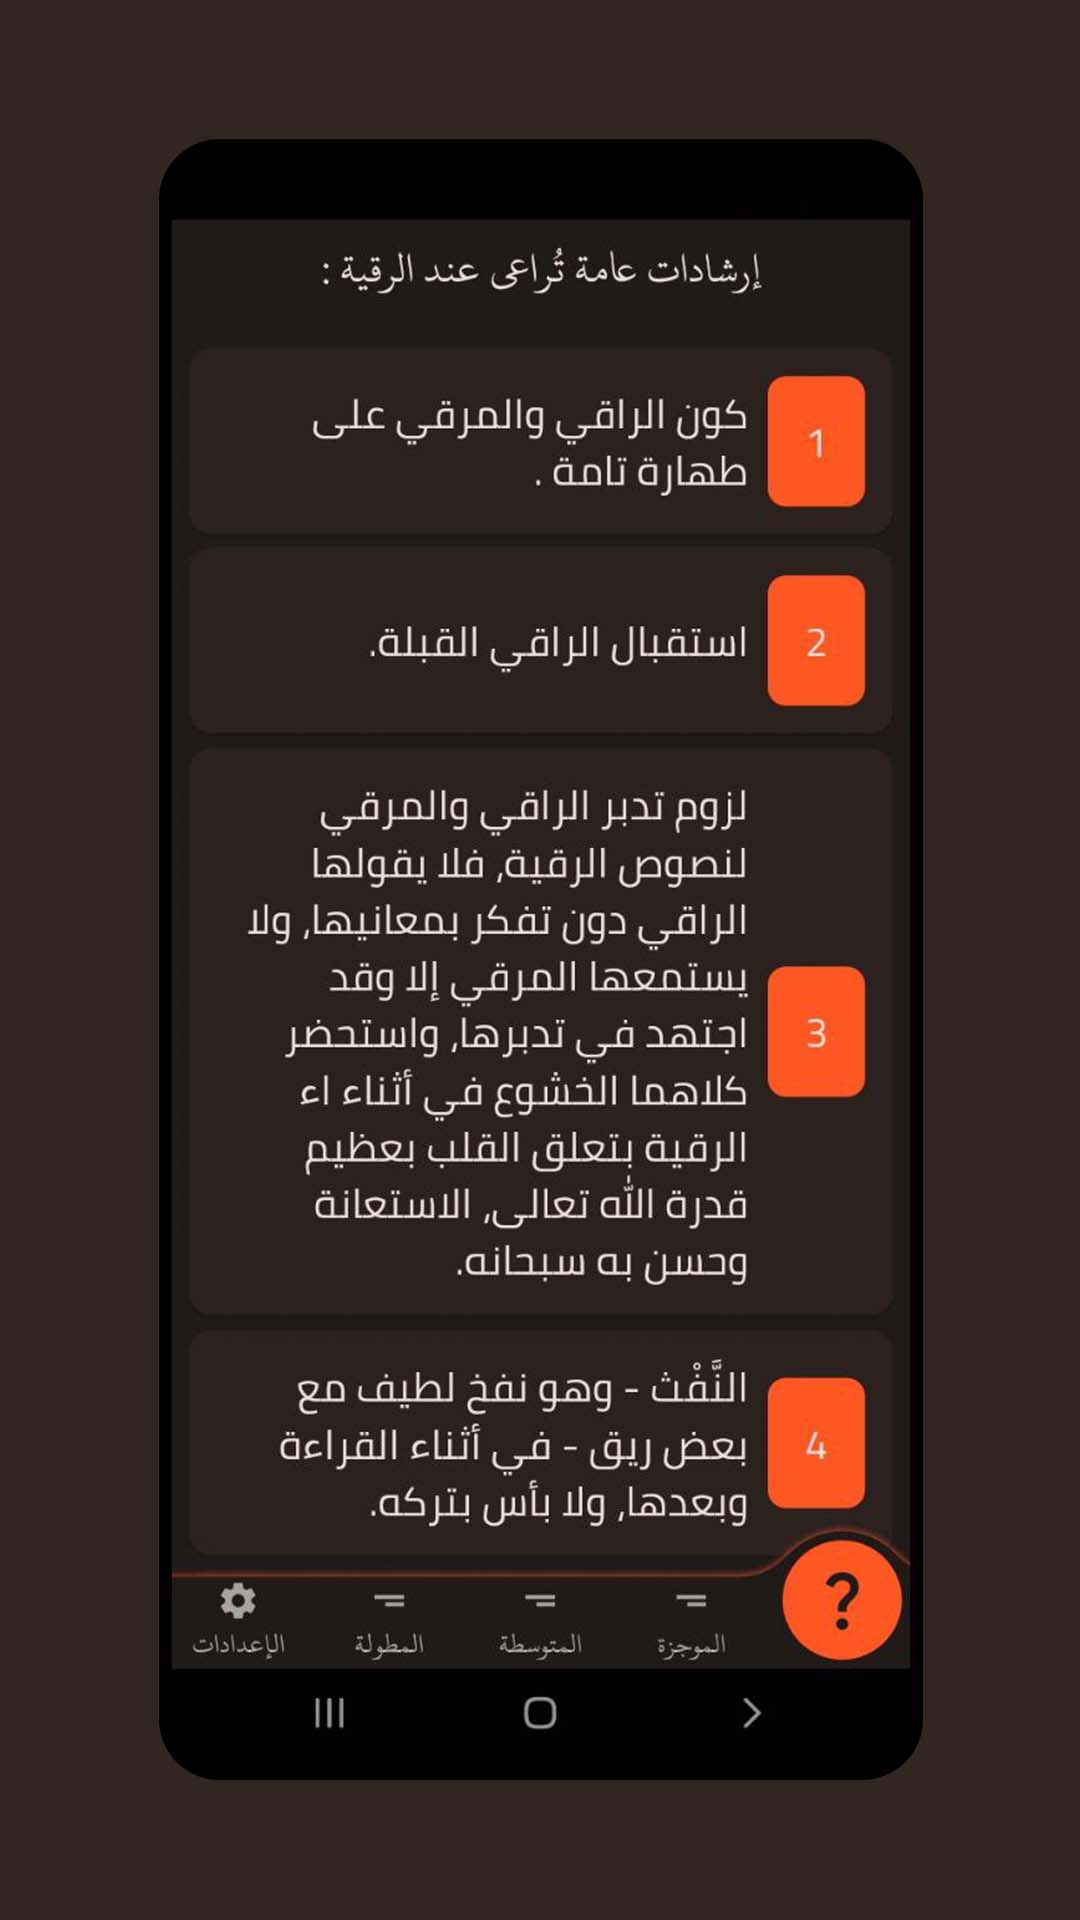 إرشادات عامة تُراعى عند الرقية :
1
كون الراقي والمرقي على
طهارة تامة .
2
استقبال الراقي القبلة.
3
لزوم تدبر الراقي والمرقي
لنصوص الرقية, فلا يقولها
الراقي دون تفكر بمعانيها, ولا
يستمعها المرقي إلا وقد
اجتهد في تدبرها, واستحضر
كلاهما الخشوع في أثناء اء
الرقية بتعلق القلب بعظيم
قدرة الله تعالى, الاستعانة
وحسن به سبحانه.
4
النَّفْث - وهو نفخ لطيف مع
بعض ريق - في أثناء القراءة
وبعدها, ولا بأس بتركه.
?
الموجزة
المتوسطة
المطولة
الإعدادات